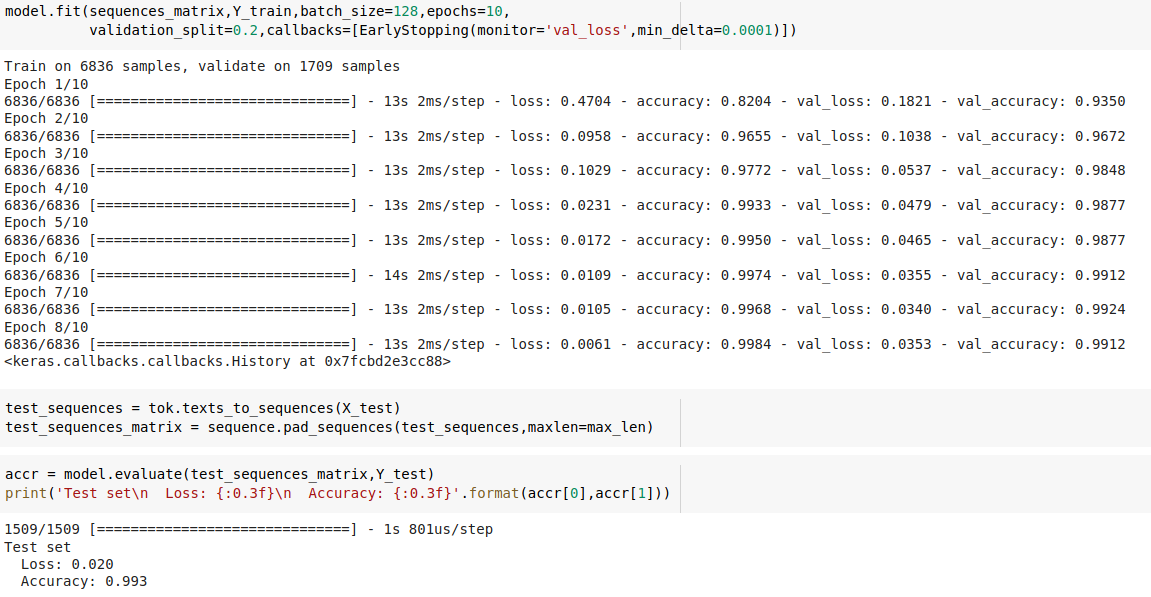 model.fit(sequences_matrix,Y_train,batch_size=128,epochs=10,
          validation_split=0.2,callbacks=[EarlyStopping(monitor='val_loss',min_delta=0.0001)])
Train on 6836 samples, validate on 1709 samples
Epoch 1/10
6836/6836 [==============================] - 13s 2ms/step - loss: 0.4704 - accuracy: 0.8204 - val_loss: 0.1821 - val_accuracy: 0.9350
Epoch 2/10
6836/6836 [==============================] - 13s 2ms/step - loss: 0.0958 - accuracy: 0.9655 - val_loss: 0.1038 - val_accuracy: 0.9672
Epoch 3/10
6836/6836 [==============================] - 13s 2ms/step - loss: 0.1029 - accuracy: 0.9772 - val_loss: 0.0537 - val_accuracy: 0.9848
Epoch 4/10
6836/6836 [==============================] - 13s 2ms/step - loss: 0.0231 - accuracy: 0.9933 - val_loss: 0.0479 - val_accuracy: 0.9877
Epoch 5/10
6836/6836 [==============================] - 13s 2ms/step - loss: 0.0172 - accuracy: 0.9950 - val_loss: 0.0465 - val_accuracy: 0.9877
Epoch 6/10
6836/6836 [==============================] - 14s 2ms/step - loss: 0.0109 - accuracy: 0.9974 - val_loss: 0.0355 - val_accuracy: 0.9912
Epoch 7/10
6836/6836 [==============================] - 13s 2ms/step - loss: 0.0105 - accuracy: 0.9968 - val_loss: 0.0340 - val_accuracy: 0.9924
Epoch 8/10
6836/6836 [==============================] - 13s 2ms/step - loss: 0.0061 - accuracy: 0.9984 - val_loss: 0.0353 - val_accuracy: 0.9912
<keras.callbacks.callbacks.History at 0x7fcbd2e3cc88>
test_sequences = tok.texts_to_sequences(X_test)
test_sequences_matrix = sequence.pad_sequences(test_sequences,maxlen=max_len)
accr = model.evaluate(test_sequences_matrix,Y_test)
print('Test set\n  Loss: {:0.3f}\n  Accuracy: {:0.3f}'.format(accr[0],accr[1]))
1509/1509 [==============================] - 1s 801us/step
Test set
  Loss: 0.020
  Accuracy: 0.993